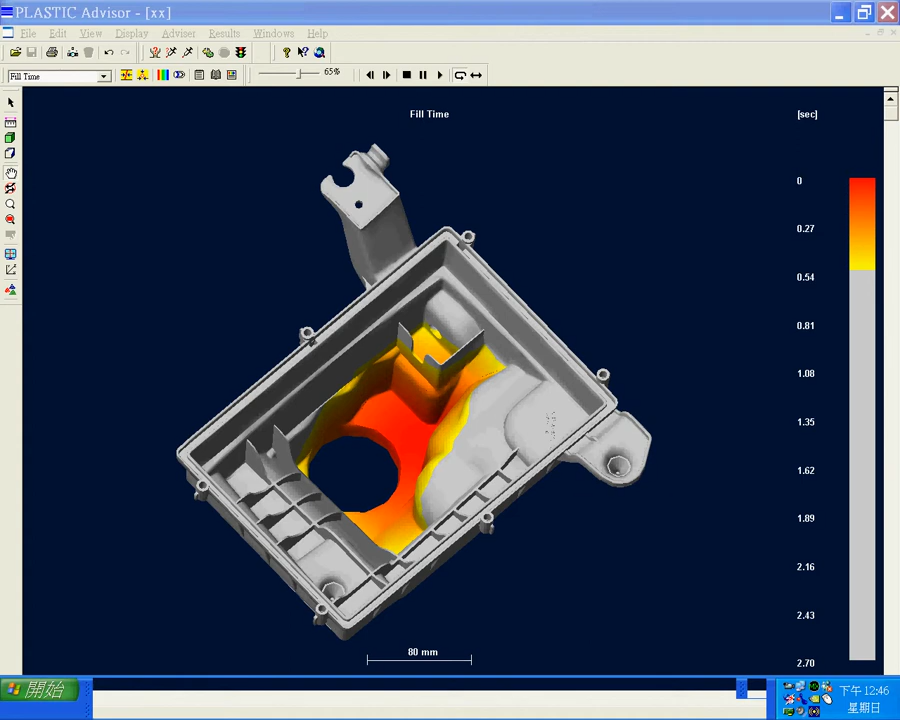 PLASTIC Advisor - [xx]
File Edit View Display Adviser Results Windows Help
Fill Time
65%
Fill Time
[sec]
0
0.27
0.54
0.81
1.08
1.35
1.62
1.89
2.16
2.43
2.70
80 mm
開始
下午 12:46
星期日